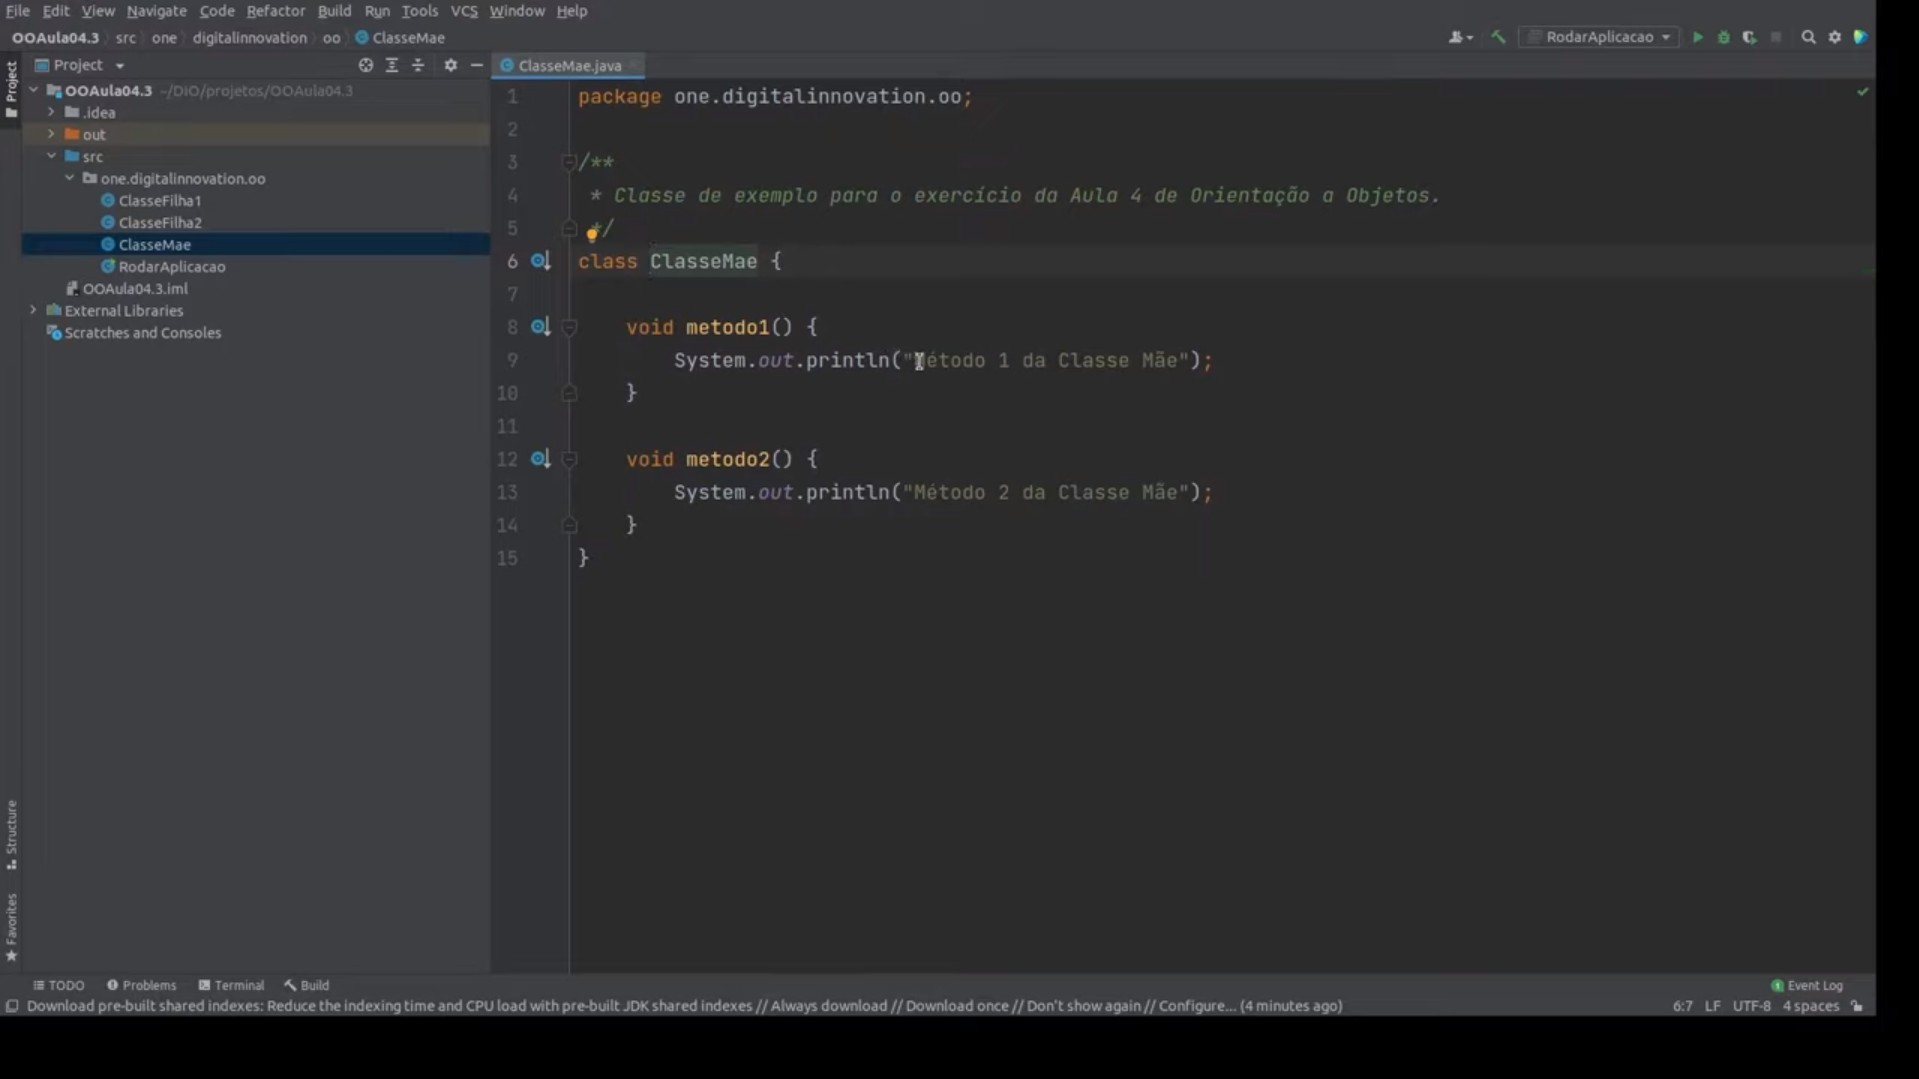 File Edit View Navigate Code Refactor Build Run Tools VCS Window Help
OOAula04.3 src one digitalinnovation oo ClasseMae RodarAplicacao
Project
Project
OOAula04.3 ~/DIO/projetos/OOAula04.3
.idea
out
src
one.digitalinnovation.oo
ClasseFilha1
ClasseFilha2
ClasseMae
RodarAplicacao
OOAula04.3.iml
External Libraries
Scratches and Consoles
Structure
Favorites
ClasseMae.java
1 package one.digitalinnovation.oo;
2
3 /**
4 * Classe de exemplo para o exercício da Aula 4 de Orientação a Objetos.
5 */
6 class ClasseMae {
7
8 void metodo1() {
9 System.out.println("Método 1 da Classe Mãe");
10 }
11
12 void metodo2() {
13 System.out.println("Método 2 da Classe Mãe");
14 }
15 }
TODO Problems Terminal Build 1 Event Log
Download pre-built shared indexes: Reduce the indexing time and CPU load with pre-built JDK shared indexes // Always download // Download once // Don't show again // Configure... (4 minutes ago) 6:7 LF UTF-8 4 spaces